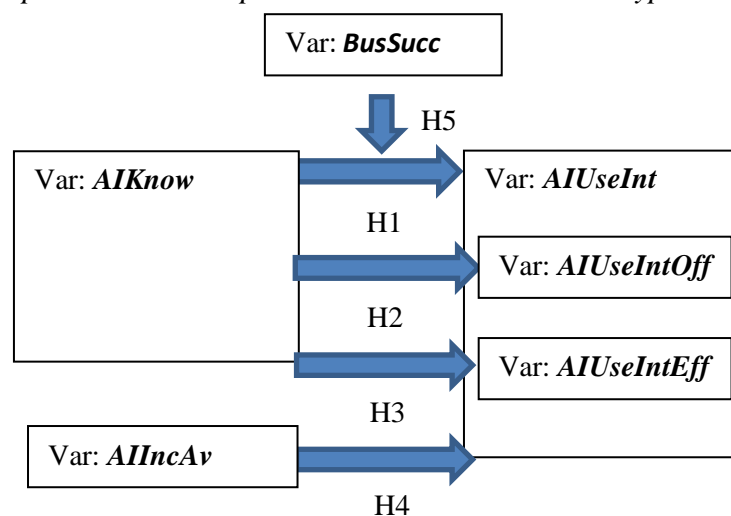 Var: BusSucc
H5
Var: AIKnow
Var: AIUseInt
H1
Var: AIUseIntOff
H2
Var: AIUseIntEff
H3
Var: AIIncAv
H4